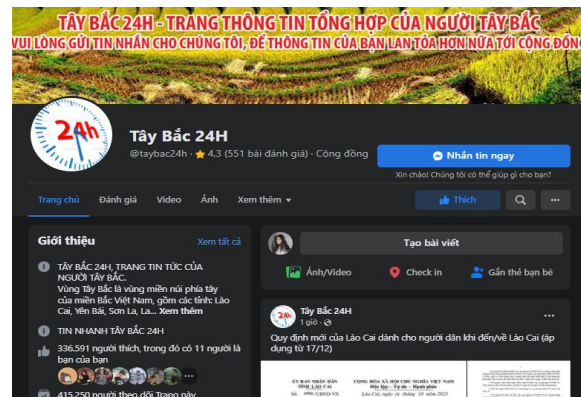 TÂY BẮC 24H - TRANG THÔNG TIN TỔNG HỢP CỦA NGƯỜI TÂY BẮC
VUI LÒNG GỬI TIN NHẮN CHO CHÚNG TÔI, ĐỂ THÔNG TIN CỦA BẠN LAN TỎA HƠN NỮA TỚI CỘNG ĐỒNG
24h
Tây Bắc 24H
@taybac24h · 4,3 (551 bài đánh giá) · Cộng đồng
Nhắn tin ngay
Xin chào! Chúng tôi có thể giúp gì cho bạn?
Trang chủ Đánh giá Video Ảnh Xem thêm
Thích
Giới thiệu Xem tất cả
TÂY BẮC 24H, TRANG TIN TỨC CỦA
NGƯỜI TÂY BẮC.
Vùng Tây Bắc là vùng miền núi phía tây
của miền Bắc Việt Nam, gồm các tỉnh: Lào
Cai, Yên Bái, Sơn La, La... Xem thêm
TIN NHANH TÂY BẮC 24H
336.591 người thích, trong đó có 11 người là
bạn của bạn
415.250 người theo dõi Trang này
Tạo bài viết
Ảnh/Video Check in Gắn thẻ bạn bè
24h
Tây Bắc 24H
1 giờ ·
Quy định mới của Lào Cai dành cho người dân khi đến/về Lào Cai (áp
dụng từ 17/12)
ỦY BAN NHÂN DÂN
TỈNH LÀO CAI
CỘNG HÒA XÃ HỘI CHỦ NGHĨA VIỆT NAM
Độc lập - Tự do - Hạnh phúc